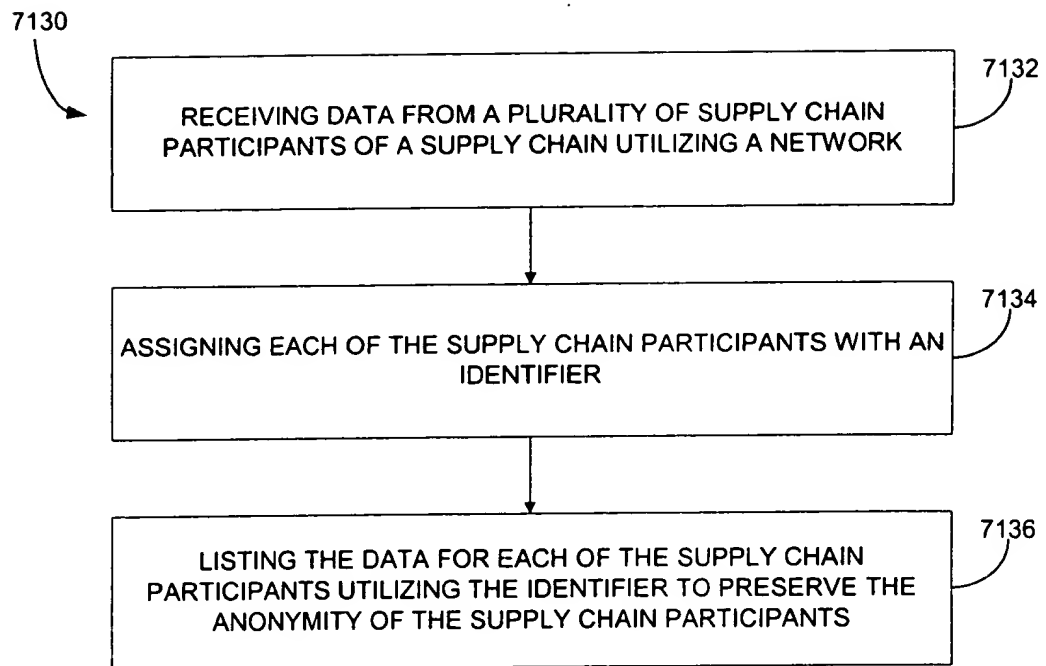 7130
7132
RECEIVING DATA FROM A PLURALITY OF SUPPLY CHAIN
PARTICIPANTS OF A SUPPLY CHAIN UTILIZING A NETWORK
7134
ASSIGNING EACH OF THE SUPPLY CHAIN PARTICIPANTS WITH AN
IDENTIFIER
7136
LISTING THE DATA FOR EACH OF THE SUPPLY CHAIN
PARTICIPANTS UTILIZING THE IDENTIFIER TO PRESERVE THE
ANONYMITY OF THE SUPPLY CHAIN PARTICIPANTS